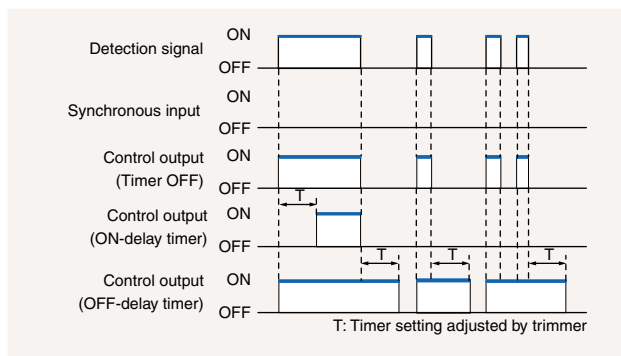 Detection signal
ON
OFF
Synchronous input
ON
OFF
Control output
(Timer OFF)
ON
OFF
T
Control output
(ON-delay timer)
ON
OFF
T
T
T
Control output
(OFF-delay timer)
ON
OFF
T: Timer setting adjusted by trimmer